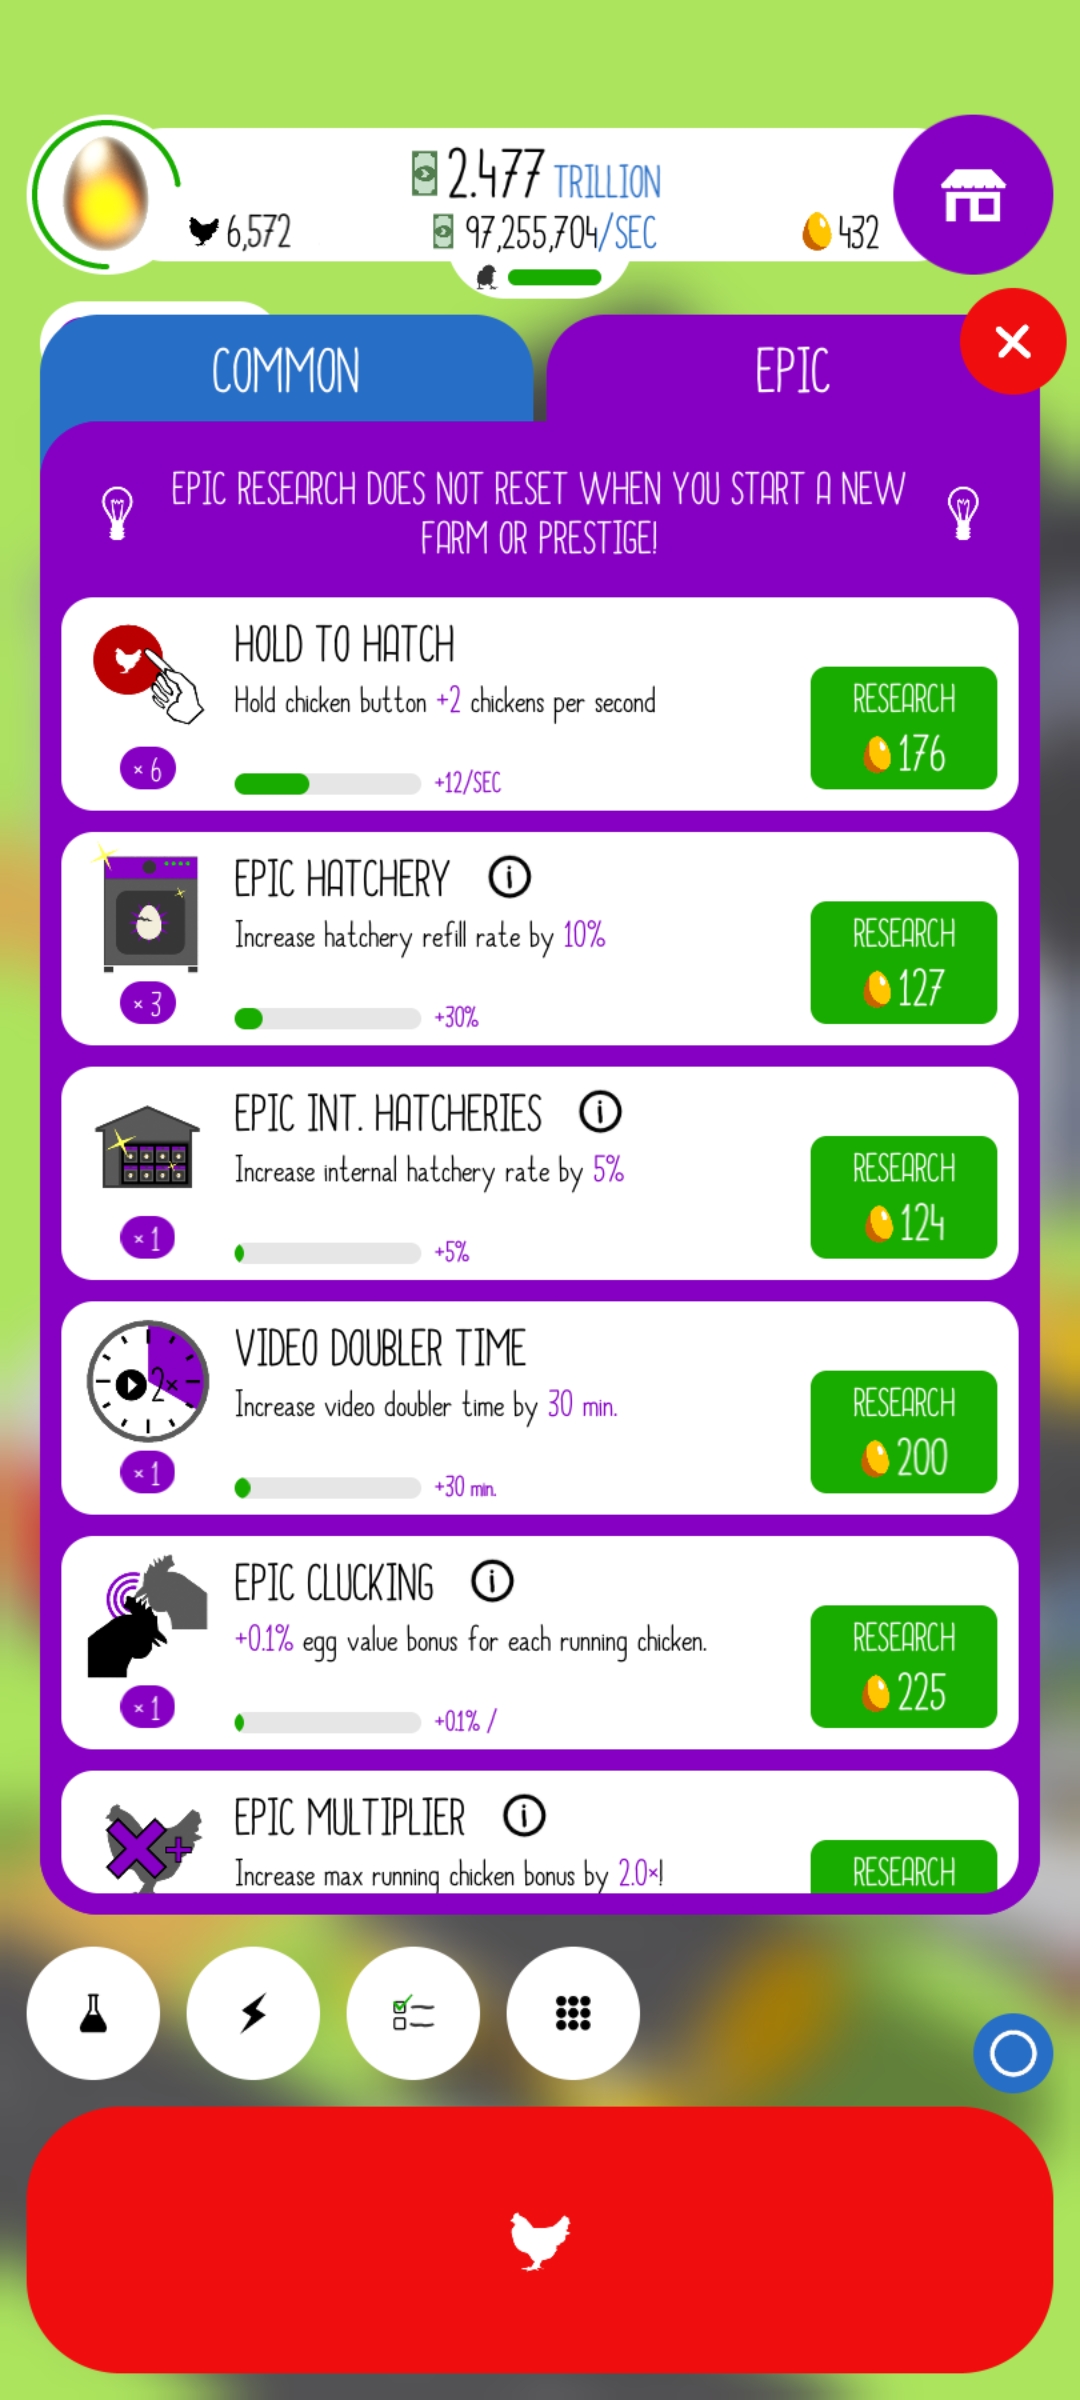 2.477 TRILLION
6,572
97,255,704/SEC
432
COMMON
EPIC
EPIC RESEARCH DOES NOT RESET WHEN YOU START A NEW
FARM OR PRESTIGE!
HOLD TO HATCH
Hold chicken button +2 chickens per second
RESEARCH
176
× 6
+12/SEC
EPIC HATCHERY i
Increase hatchery refill rate by 10%
RESEARCH
127
× 3
+30%
EPIC INT. HATCHERIES i
Increase internal hatchery rate by 5%
RESEARCH
124
× 1
+5%
2×
VIDEO DOUBLER TIME
Increase video doubler time by 30 min.
RESEARCH
200
× 1
+30 min.
EPIC CLUCKING i
+0.1% egg value bonus for each running chicken.
RESEARCH
225
× 1
+0.1% /
EPIC MULTIPLIER i
Increase max running chicken bonus by 2.0×!
RESEARCH